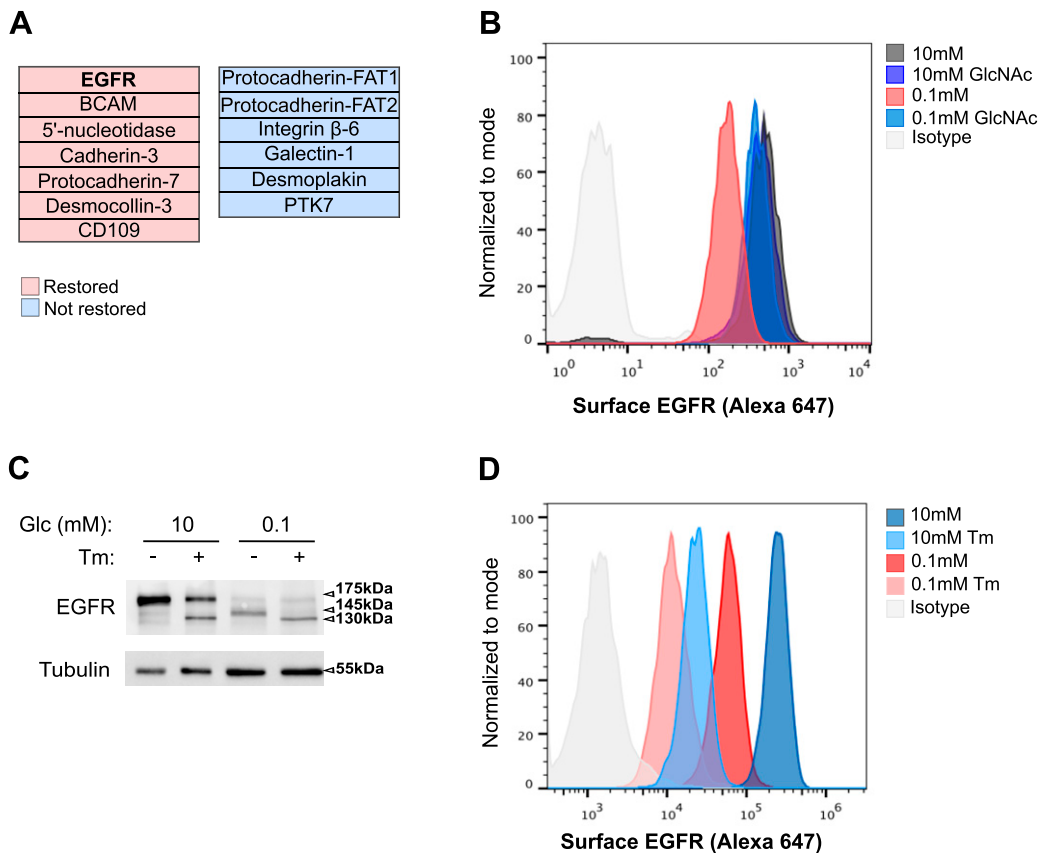 A
EGFR
BCAM
5'-nucleotidase
Cadherin-3
Protocadherin-7
Desmocollin-3
CD109
Protocadherin-FAT1
Protocadherin-FAT2
Integrin β-6
Galectin-1
Desmoplakin
PTK7
Restored
Not restored
B
Normalized to mode
100
80
60
40
20
0
10⁰ 10¹ 10² 10³ 10⁴
Surface EGFR (Alexa 647)
10mM
10mM GlcNAc
0.1mM
0.1mM GlcNAc
Isotype
C
Glc (mM): 10 0.1
Tm: - + - +
EGFR
175kDa
145kDa
130kDa
Tubulin
55kDa
D
Normalized to mode
100
80
60
40
20
0
10³ 10⁴ 10⁵ 10⁶
Surface EGFR (Alexa 647)
10mM
10mM Tm
0.1mM
0.1mM Tm
Isotype